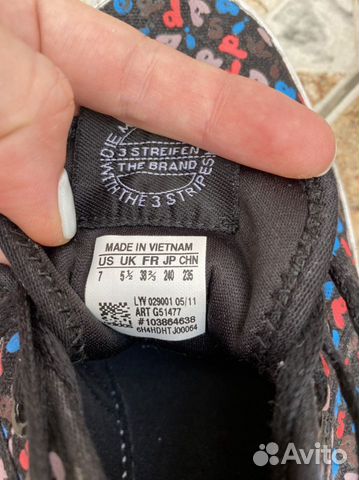 DIE M
3 STREIFEN
THE BRAND
WITH THE 3 STRIPES
MADE IN VIETNAM
US UK FR JP CHN
7 5½ 38⅔ 240 235
LYV 029001 05/11
ART G51477
#103864638
6H4HDHTJ00064
Avito